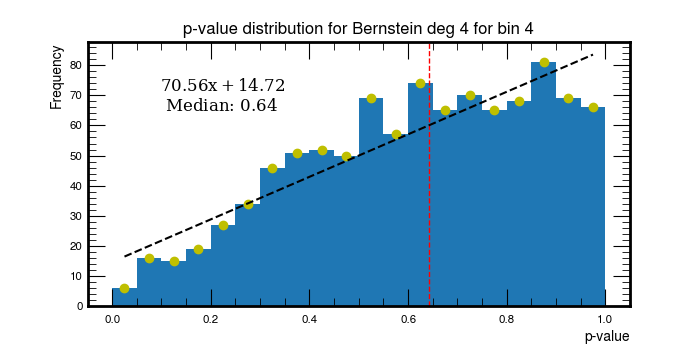 p-value distribution for Bernstein deg 4 for bin 4
Frequency
80
70
60
50
40
30
20
10
0
70.56x + 14.72
Median: 0.64
0.0 0.2 0.4 0.6 0.8 1.0
p-value